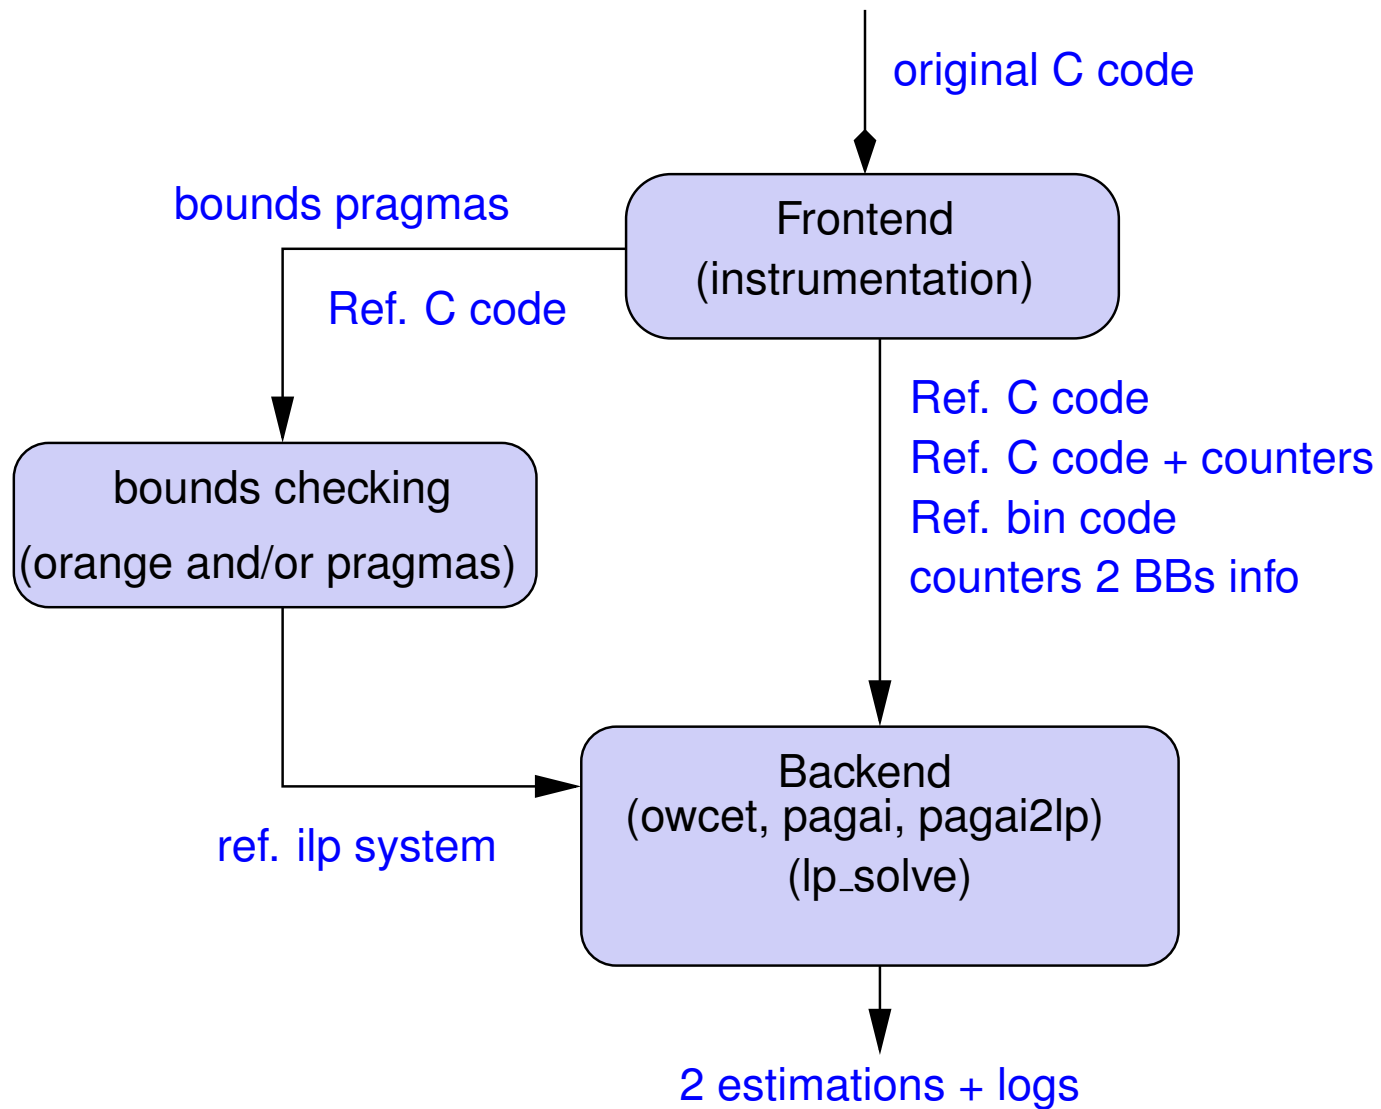 original C code
bounds pragmas
Frontend
(instrumentation)
Ref. C code
Ref. C code
Ref. C code + counters
Ref. bin code
counters 2 BBs info
bounds checking
(orange and/or pragmas)
Backend
(owcet, pagai, pagai2lp)
(lp_solve)
ref. ilp system
2 estimations + logs